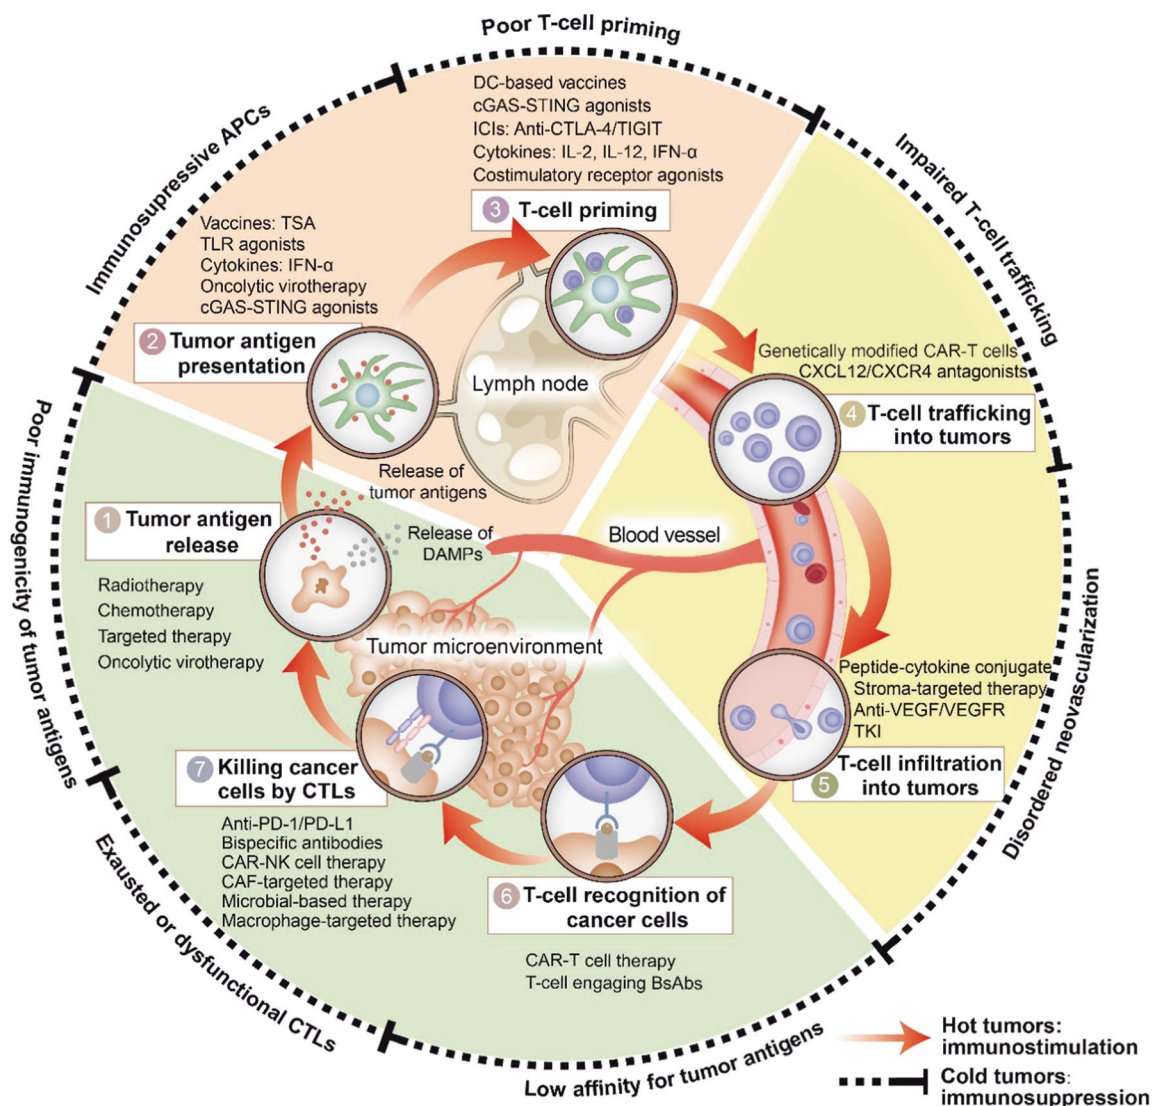 Poor T-cell priming
Immunosupressive APCs
Impaired T-cell trafficking
DC-based vaccines
cGAS-STING agonists
ICIs: Anti-CTLA-4/TIGIT
Cytokines: IL-2, IL-12, IFN-α
Costimulatory receptor agonists
3 T-cell priming
Vaccines: TSA
TLR agonists
Cytokines: IFN-α
Oncolytic virotherapy
cGAS-STING agonists
2 Tumor antigen
presentation
Lymph node
Genetically modified CAR-T cells
CXCL12/CXCR4 antagonists
4 T-cell trafficking
into tumors
Release of
tumor antigens
Poor immunogenicity of tumor antigens
1 Tumor antigen
release
Release of
DAMPs
Blood vessel
Radiotherapy
Chemotherapy
Targeted therapy
Oncolytic virotherapy
Tumor microenvironment
Disordered neovascularization
Peptide-cytokine conjugate
Stroma-targeted therapy
Anti-VEGF/VEGFR
TKI
5 T-cell infiltration
into tumors
7 Killing cancer
cells by CTLs
Anti-PD-1/PD-L1
Bispecific antibodies
CAR-NK cell therapy
CAF-targeted therapy
Microbial-based therapy
Macrophage-targeted therapy
6 T-cell recognition of
cancer cells
CAR-T cell therapy
T-cell engaging BsAbs
Exausted or dysfunctional CTLs
Low affinity for tumor antigens
Hot tumors:
immunostimulation
Cold tumors:
immunosuppression